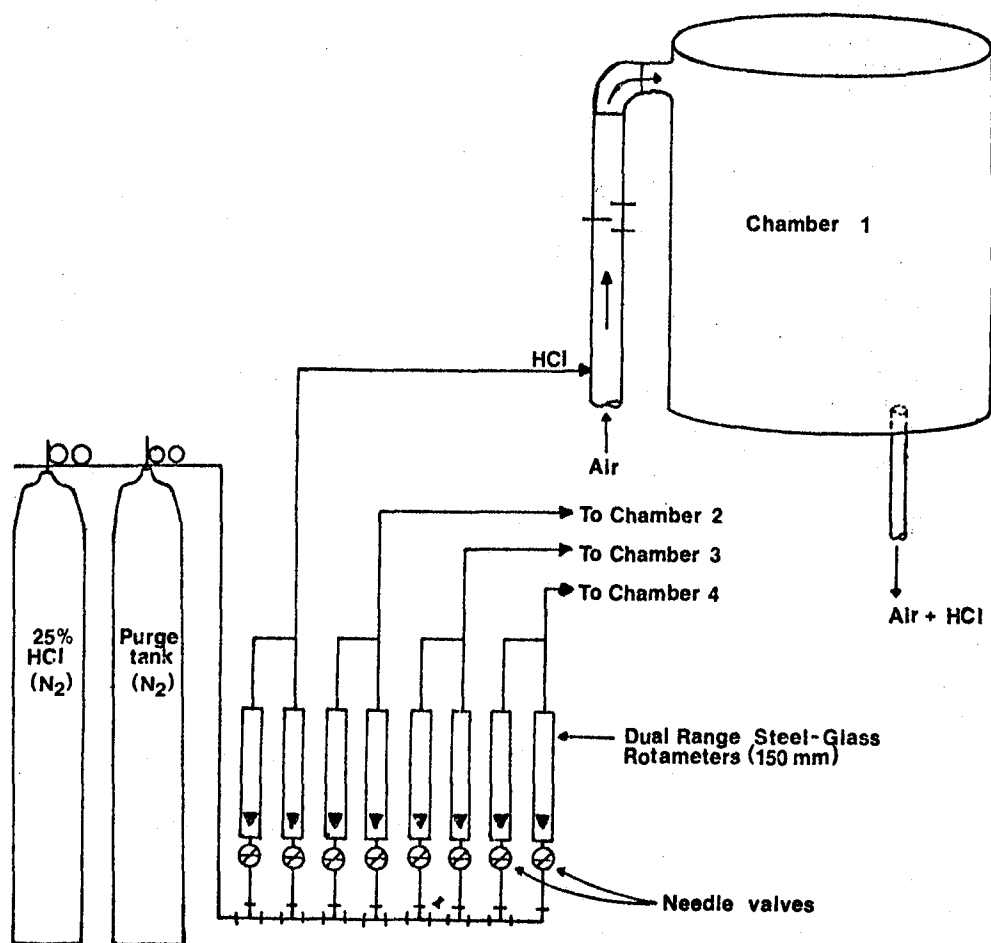 Chamber 1
HCl
Air
To Chamber 2
To Chamber 3
To Chamber 4
Air + HCl
25%
HCl
(N2)
Purge
tank
(N2)
Dual Range Steel-Glass
Rotameters (150 mm)
Needle valves